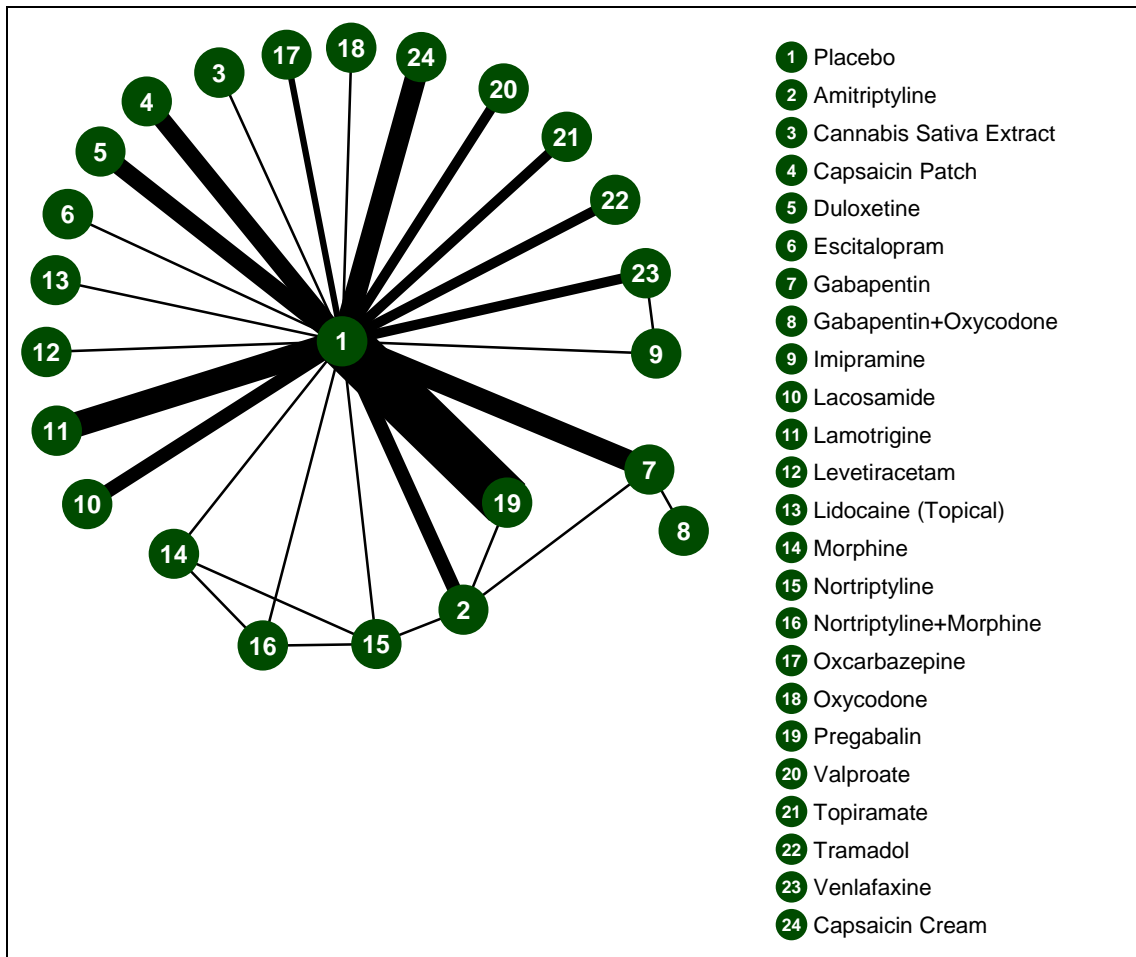 18
24
17
3
20
4
21
5
22
6
23
13
1
12
9
11
7
10
19
8
14
2
16
15
1 Placebo
2 Amitriptyline
3 Cannabis Sativa Extract
4 Capsaicin Patch
5 Duloxetine
6 Escitalopram
7 Gabapentin
8 Gabapentin+Oxycodone
9 Imipramine
10 Lacosamide
11 Lamotrigine
12 Levetiracetam
13 Lidocaine (Topical)
14 Morphine
15 Nortriptyline
16 Nortriptyline+Morphine
17 Oxcarbazepine
18 Oxycodone
19 Pregabalin
20 Valproate
21 Topiramate
22 Tramadol
23 Venlafaxine
24 Capsaicin Cream